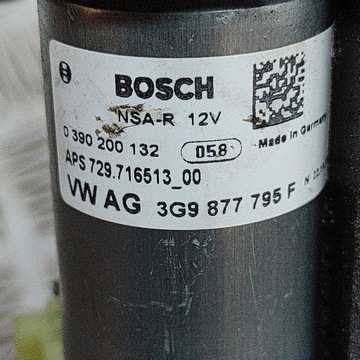 BOSCH
NSA-R 12V
0 390 200 132 058
Made in Germany
APS 729.716513_00
VW AG 3G9 877 795 F